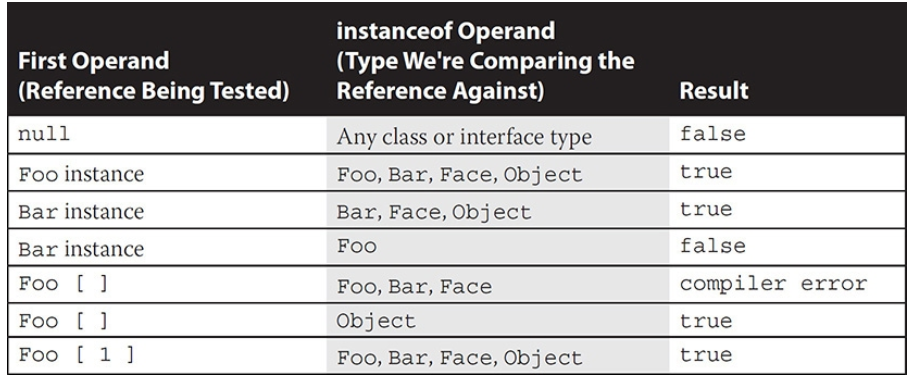 First Operand
(Reference Being Tested)
instanceof Operand
(Type We're Comparing the
Reference Against)
Result
null Any class or interface type false
Foo instance Foo, Bar, Face, Object true
Bar instance Bar, Face, Object true
Bar instance Foo false
Foo [ ] Foo, Bar, Face compiler error
Foo [ ] Object true
Foo [ 1 ] Foo, Bar, Face, Object true